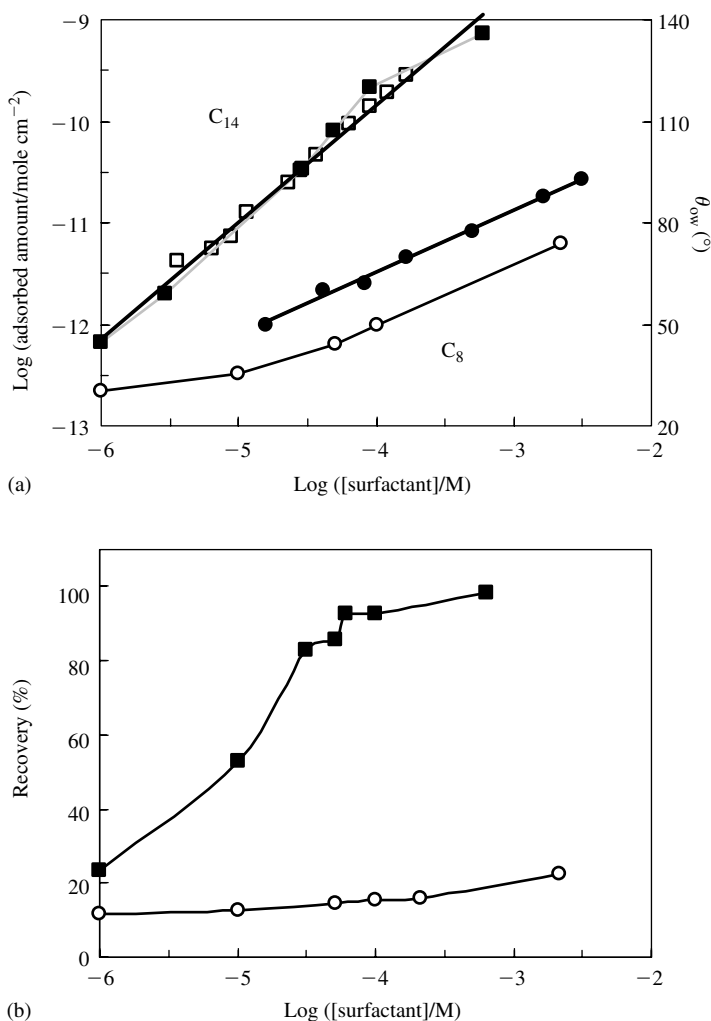 −9
−10
−11
−12
−13
Log (adsorbed amount/mole cm−2)
140
110
80
50
20
θow (°)
C14
C8
−6 −5 −4 −3 −2
(a) Log ([surfactant]/M)
100
80
60
40
20
0
Recovery (%)
−6 −5 −4 −3 −2
(b) Log ([surfactant]/M)